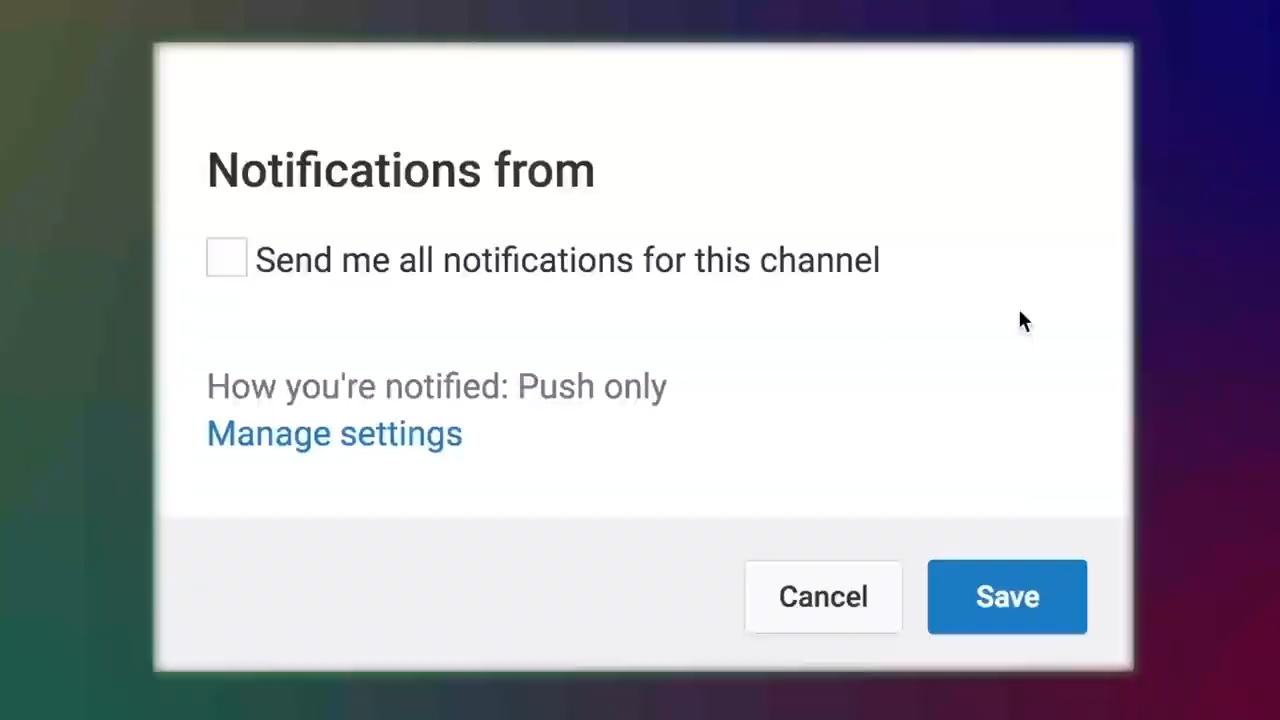 Notifications from
Send me all notifications for this channel
How you're notified: Push only
Manage settings
Cancel Save